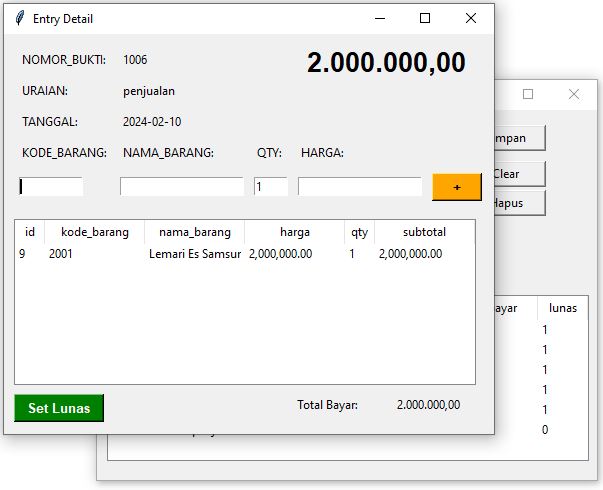 Entry Detail
NOMOR_BUKTI: 1006
2.000.000,00
URAIAN: penjualan
TANGGAL: 2024-02-10
KODE_BARANG: NAMA_BARANG: QTY: HARGA:
1 +
id kode_barang nama_barang harga qty subtotal
9 2001 Lemari Es Samsur 2,000,000.00 1 2,000,000.00
Set Lunas Total Bayar: 2.000.000,00
Clear
Hapus
lunas
1
1
1
1
1
0